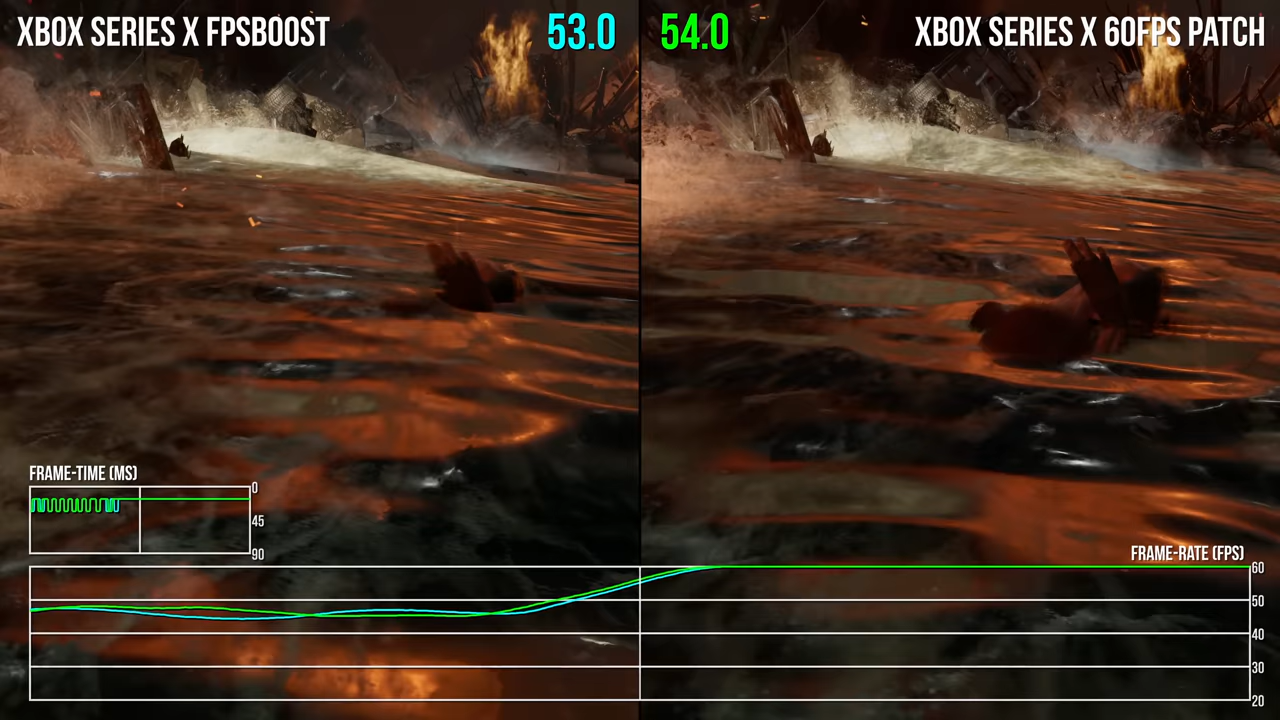 XBOX SERIES X FPSBOOST
53.0
54.0
XBOX SERIES X 60FPS PATCH
FRAME-TIME (MS)
0
45
90
FRAME-RATE (FPS)
60
50
40
30
20